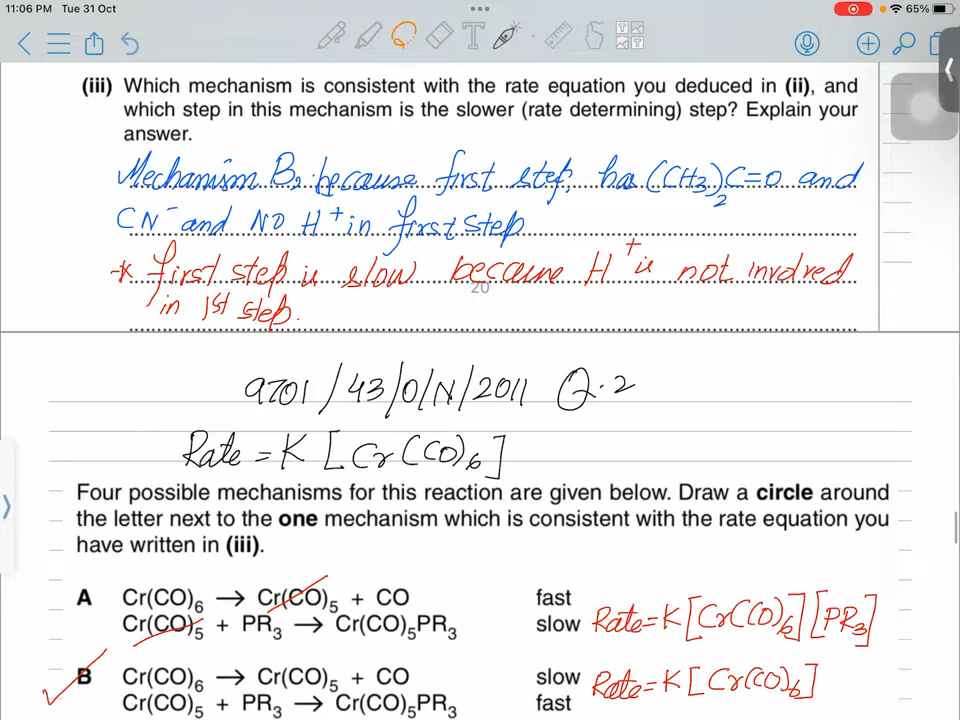 11:06 PM Tue 31 Oct
65%
(iii) Which mechanism is consistent with the rate equation you deduced in (ii), and
which step in this mechanism is the slower (rate determining) step? Explain your
answer.
Mechanism B, because first step, has (CH₃)₂C=O and
CN⁻ and NO H⁺ in first step
* first step is slow because H⁺ is not involved
20
in 1st step.
9701 / 43/O/N/2011 Q.2
Rate = K [Cr(CO)₆]
Four possible mechanisms for this reaction are given below. Draw a circle around
the letter next to the one mechanism which is consistent with the rate equation you
have written in (iii).
A Cr(CO)₆ → Cr(CO)₅ + CO fast
Cr(CO)₅ + PR₃ → Cr(CO)₅PR₃ slow Rate=K[Cr(CO)₆][PR₃]
B Cr(CO)₆ → Cr(CO)₅ + CO slow Rate=K[Cr(CO)₆]
Cr(CO)₅ + PR₃ → Cr(CO)₅PR₃ fast